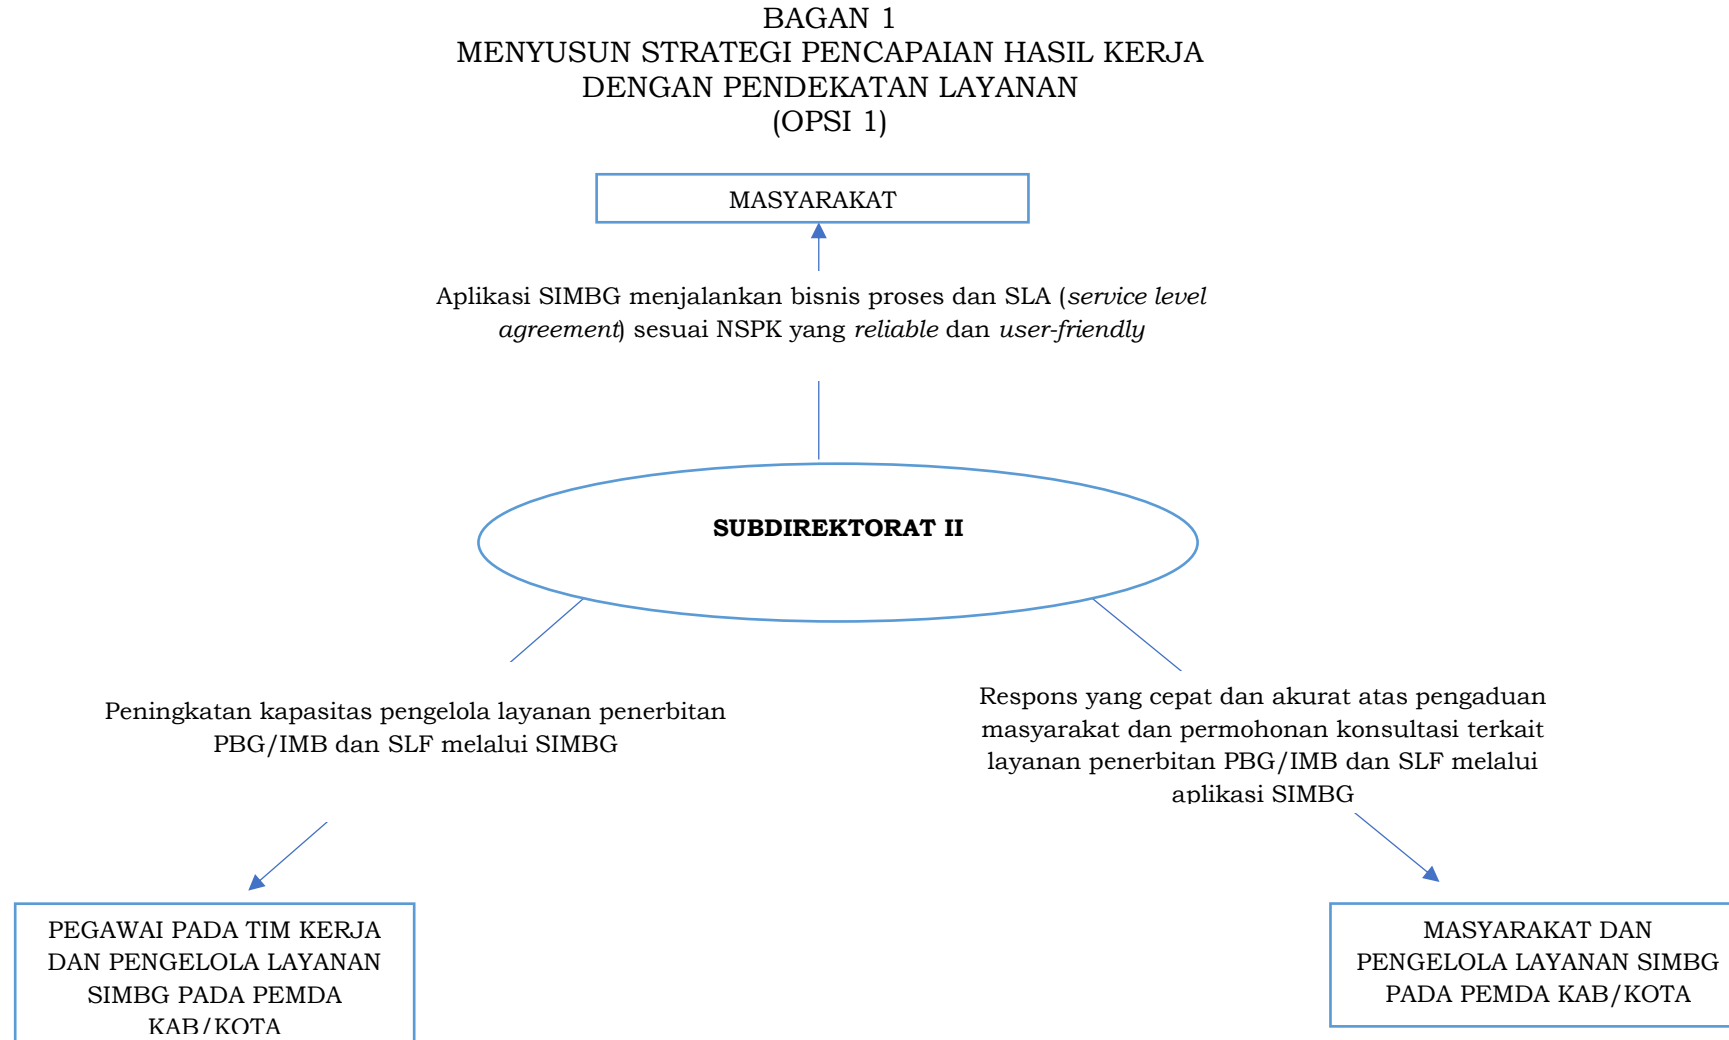 BAGAN 1
MENYUSUN STRATEGI PENCAPAIAN HASIL KERJA
DENGAN PENDEKATAN LAYANAN
(OPSI 1)
MASYARAKAT
Aplikasi SIMBG menjalankan bisnis proses dan SLA (service level
agreement) sesuai NSPK yang reliable dan user-friendly
SUBDIREKTORAT II
Peningkatan kapasitas pengelola layanan penerbitan
PBG/IMB dan SLF melalui SIMBG
Respons yang cepat dan akurat atas pengaduan
masyarakat dan permohonan konsultasi terkait
layanan penerbitan PBG/IMB dan SLF melalui
aplikasi SIMBG
PEGAWAI PADA TIM KERJA
DAN PENGELOLA LAYANAN
SIMBG PADA PEMDA
KAB/KOTA
MASYARAKAT DAN
PENGELOLA LAYANAN SIMBG
PADA PEMDA KAB/KOTA